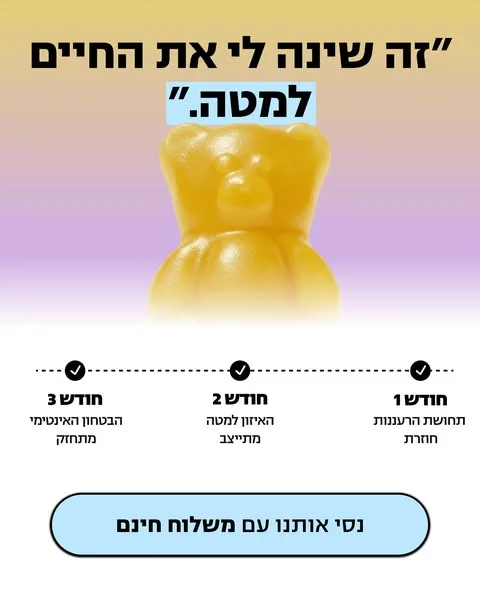 "זה שינה לי את החיים
למטה."
חודש 1
תחושת הרעננות
חוזרת
חודש 2
האיזון למטה
מתייצב
חודש 3
הבטחון האינטימי
מתחזק
נסי אותנו עם משלוח חינם